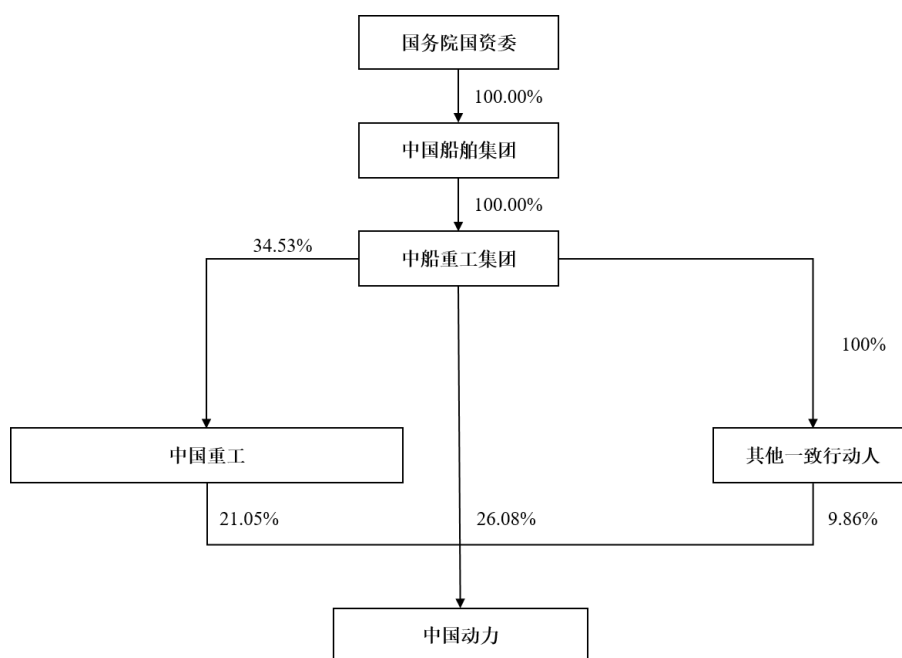 国务院国资委
100.00%
中国船舶集团
100.00%
34.53%
中船重工集团
100%
中国重工
其他一致行动人
21.05%
26.08%
9.86%
中国动力